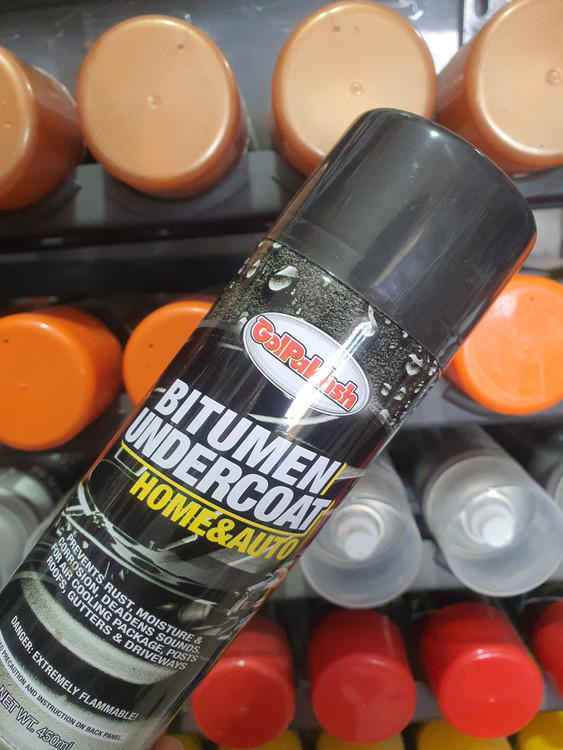 GolPakhsh
BITUMEN
UNDERCOAT
HOME&AUTO
PREVENTS RUST, MOISTURE &
CORROSION, DEADENS SOUNDS,
FOR AIR COOLING PACKAGE, POSTS
ROOFS, GUTTERS & DRIVEWAYS
DANGER: EXTREMELY FLAMMABLE!
PRECAUTION AND INSTRUCTION ON BACK PANEL.
NET WT. 450ml